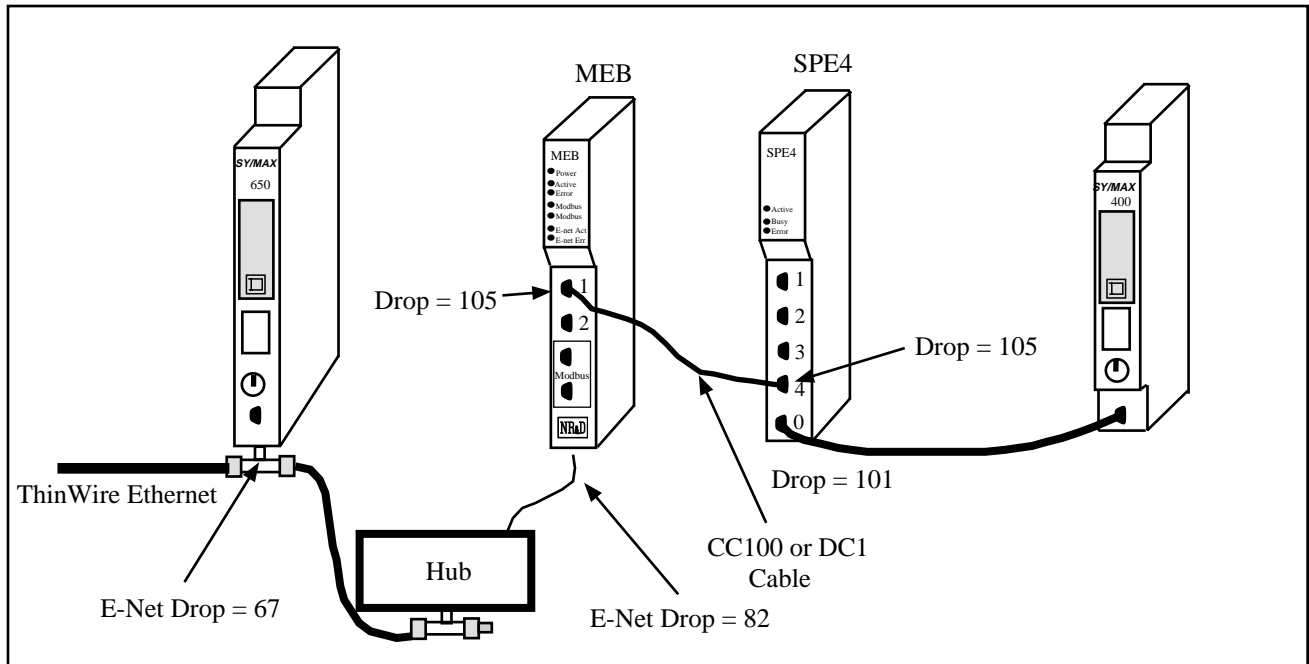 MEB
SPE4
SY/MAX
650
MEB
Power
Active
Error
Modbus
Modbus
E-net Act
E-net Err
1
2
Modbus
NR&D
SPE4
Active
Busy
Error
1
2
3
4
0
SY/MAX
400
Drop = 105
Drop = 105
Drop = 101
ThinWire Ethernet
CC100 or DC1
Cable
Hub
E-Net Drop = 67
E-Net Drop = 82